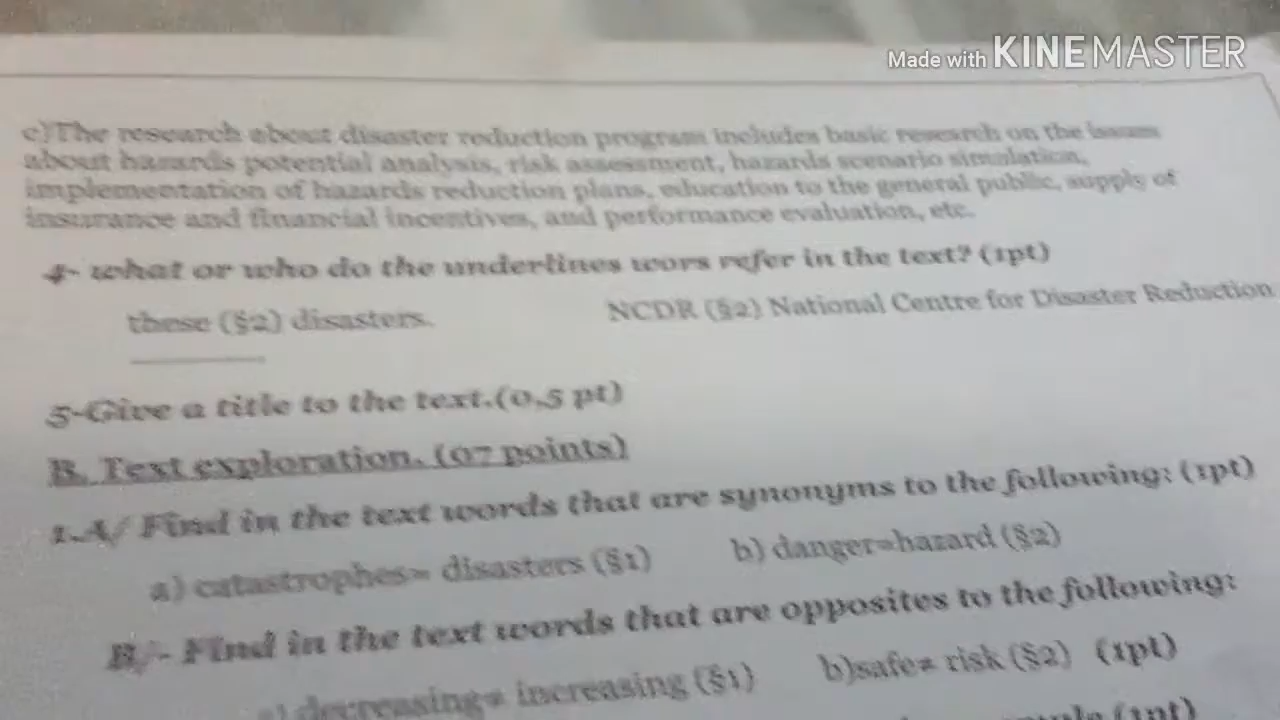 Made with KINEMASTER
c)The research about disaster reduction program includes basic research on the issues
about hazards potential analysis, risk assessment, hazards scenario simulation,
implementation of hazards reduction plans, education to the general public, supply of
insurance and financial incentives, and performance evaluation, etc.
4- what or who do the underlines wors refer in the text? (1pt)
these (§2) disasters. NCDR (§2) National Centre for Disaster Reduction
5-Give a title to the text.(0,5 pt)
B. Text exploration. (07 points)
1.A/ Find in the text words that are synonyms to the following: (1pt)
a) catastrophes= disasters (§1) b) danger=hazard (§2)
B/- Find in the text words that are opposites to the following:
a) decreasing≠ increasing (§1) b)safe≠ risk (§2) (1pt)
(1pt)